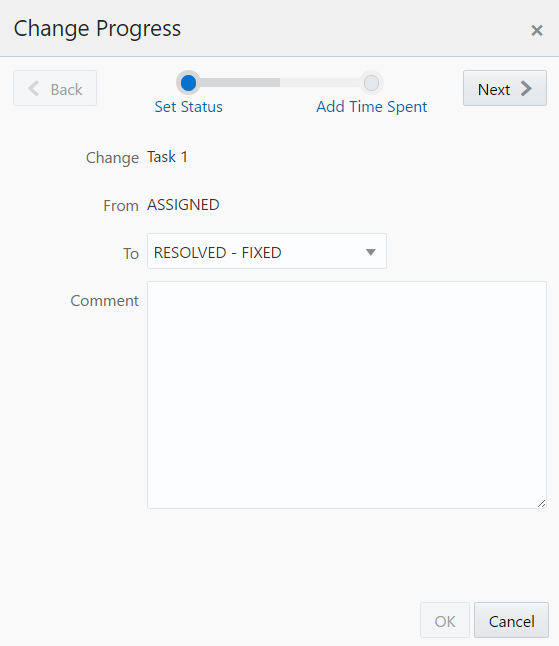 Change Progress
Back
Next
Set Status
Add Time Spent
Change Task 1
From ASSIGNED
To RESOLVED - FIXED
Comment
OK Cancel